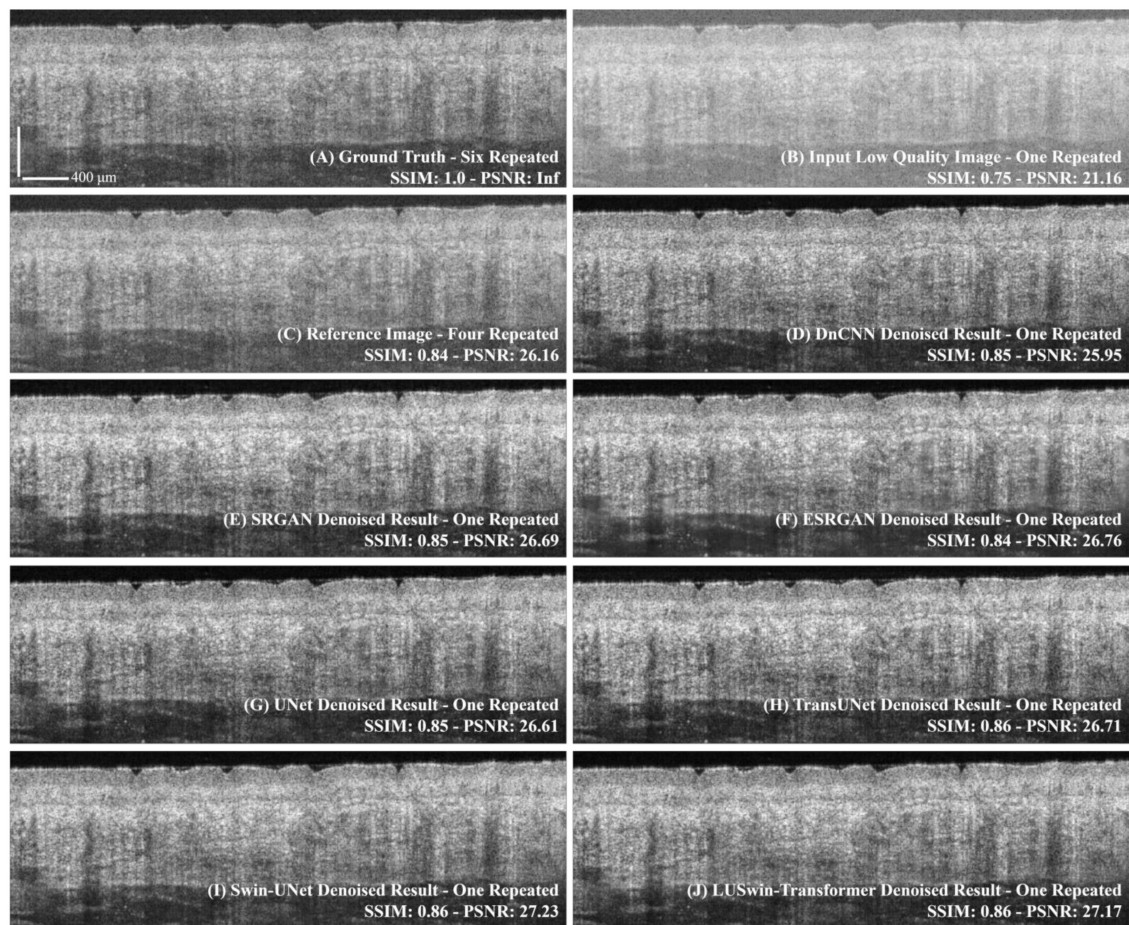 (A) Ground Truth - Six Repeated
400 μm
SSIM: 1.0 - PSNR: Inf
(B) Input Low Quality Image - One Repeated
SSIM: 0.75 - PSNR: 21.16
(C) Reference Image - Four Repeated
SSIM: 0.84 - PSNR: 26.16
(D) DnCNN Denoised Result - One Repeated
SSIM: 0.85 - PSNR: 25.95
(E) SRGAN Denoised Result - One Repeated
SSIM: 0.85 - PSNR: 26.69
(F) ESRGAN Denoised Result - One Repeated
SSIM: 0.84 - PSNR: 26.76
(G) UNet Denoised Result - One Repeated
SSIM: 0.85 - PSNR: 26.61
(H) TransUNet Denoised Result - One Repeated
SSIM: 0.86 - PSNR: 26.71
(I) Swin-UNet Denoised Result - One Repeated
SSIM: 0.86 - PSNR: 27.23
(J) LUSwin-Transformer Denoised Result - One Repeated
SSIM: 0.86 - PSNR: 27.17